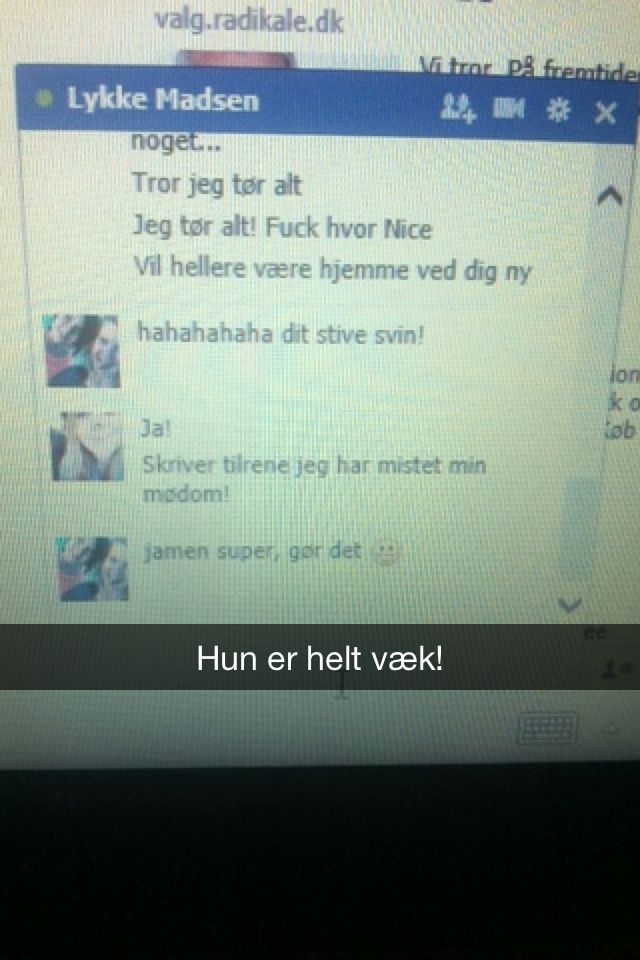 valg.radikale.dk
Vi tror på fremtiden
Lykke Madsen
noget...
Tror jeg tør alt
Jeg tør alt! Fuck hvor Nice
Vil hellere være hjemme ved dig ny
hahahahaha dit stive svin!
Ja!
Skriver tilrene jeg har mistet min
mødom!
jamen super, gør det
Hun er helt væk!